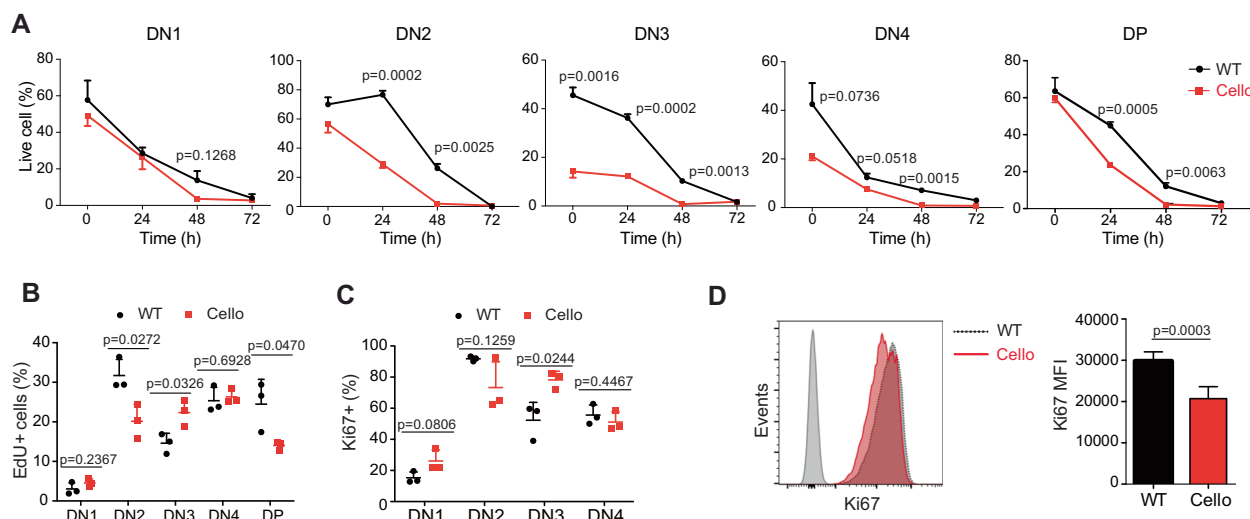 A
DN1
DN2
DN3
DN4
DP
Live cell (%)
80
60
40
20
0
p=0.1268
0 24 48 72
Time (h)
100
80
60
40
20
0
p=0.0002
p=0.0025
0 24 48 72
Time (h)
60
40
20
0
p=0.0016
p=0.0002
p=0.0013
0 24 48 72
Time (h)
60
40
20
0
p=0.0736
p=0.0518
p=0.0015
0 24 48 72
Time (h)
80
60
40
20
0
p=0.0005
p=0.0063
0 24 48 72
Time (h)
WT
Cello
B
WT Cello
EdU+ cells (%)
40
30
20
10
0
p=0.2367
p=0.0272
p=0.0326
p=0.6928
p=0.0470
DN1 DN2 DN3 DN4 DP
C
WT Cello
Ki67+ (%)
100
80
60
40
20
0
p=0.0806
p=0.1259
p=0.0244
p=0.4467
DN1 DN2 DN3 DN4
D
Events
Ki67
WT
Cello
Ki67 MFI
40000
30000
20000
10000
0
p=0.0003
WT Cello